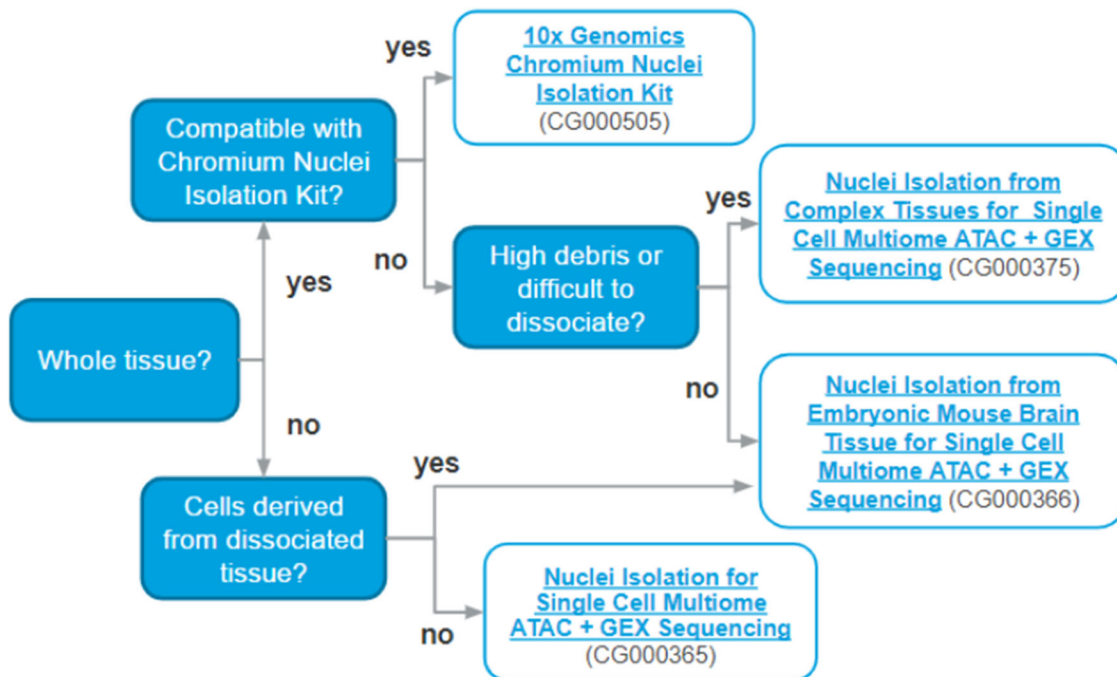 yes
10x Genomics
Chromium Nuclei
Isolation Kit
(CG000505)
Compatible with
Chromium Nuclei
Isolation Kit?
no
High debris or
difficult to
dissociate?
yes
Nuclei Isolation from
Complex Tissues for Single
Cell Multiome ATAC + GEX
Sequencing (CG000375)
yes
Whole tissue?
no
no
Nuclei Isolation from
Embryonic Mouse Brain
Tissue for Single Cell
Multiome ATAC + GEX
Sequencing (CG000366)
Cells derived
from dissociated
tissue?
yes
no
Nuclei Isolation for
Single Cell Multiome
ATAC + GEX Sequencing
(CG000365)